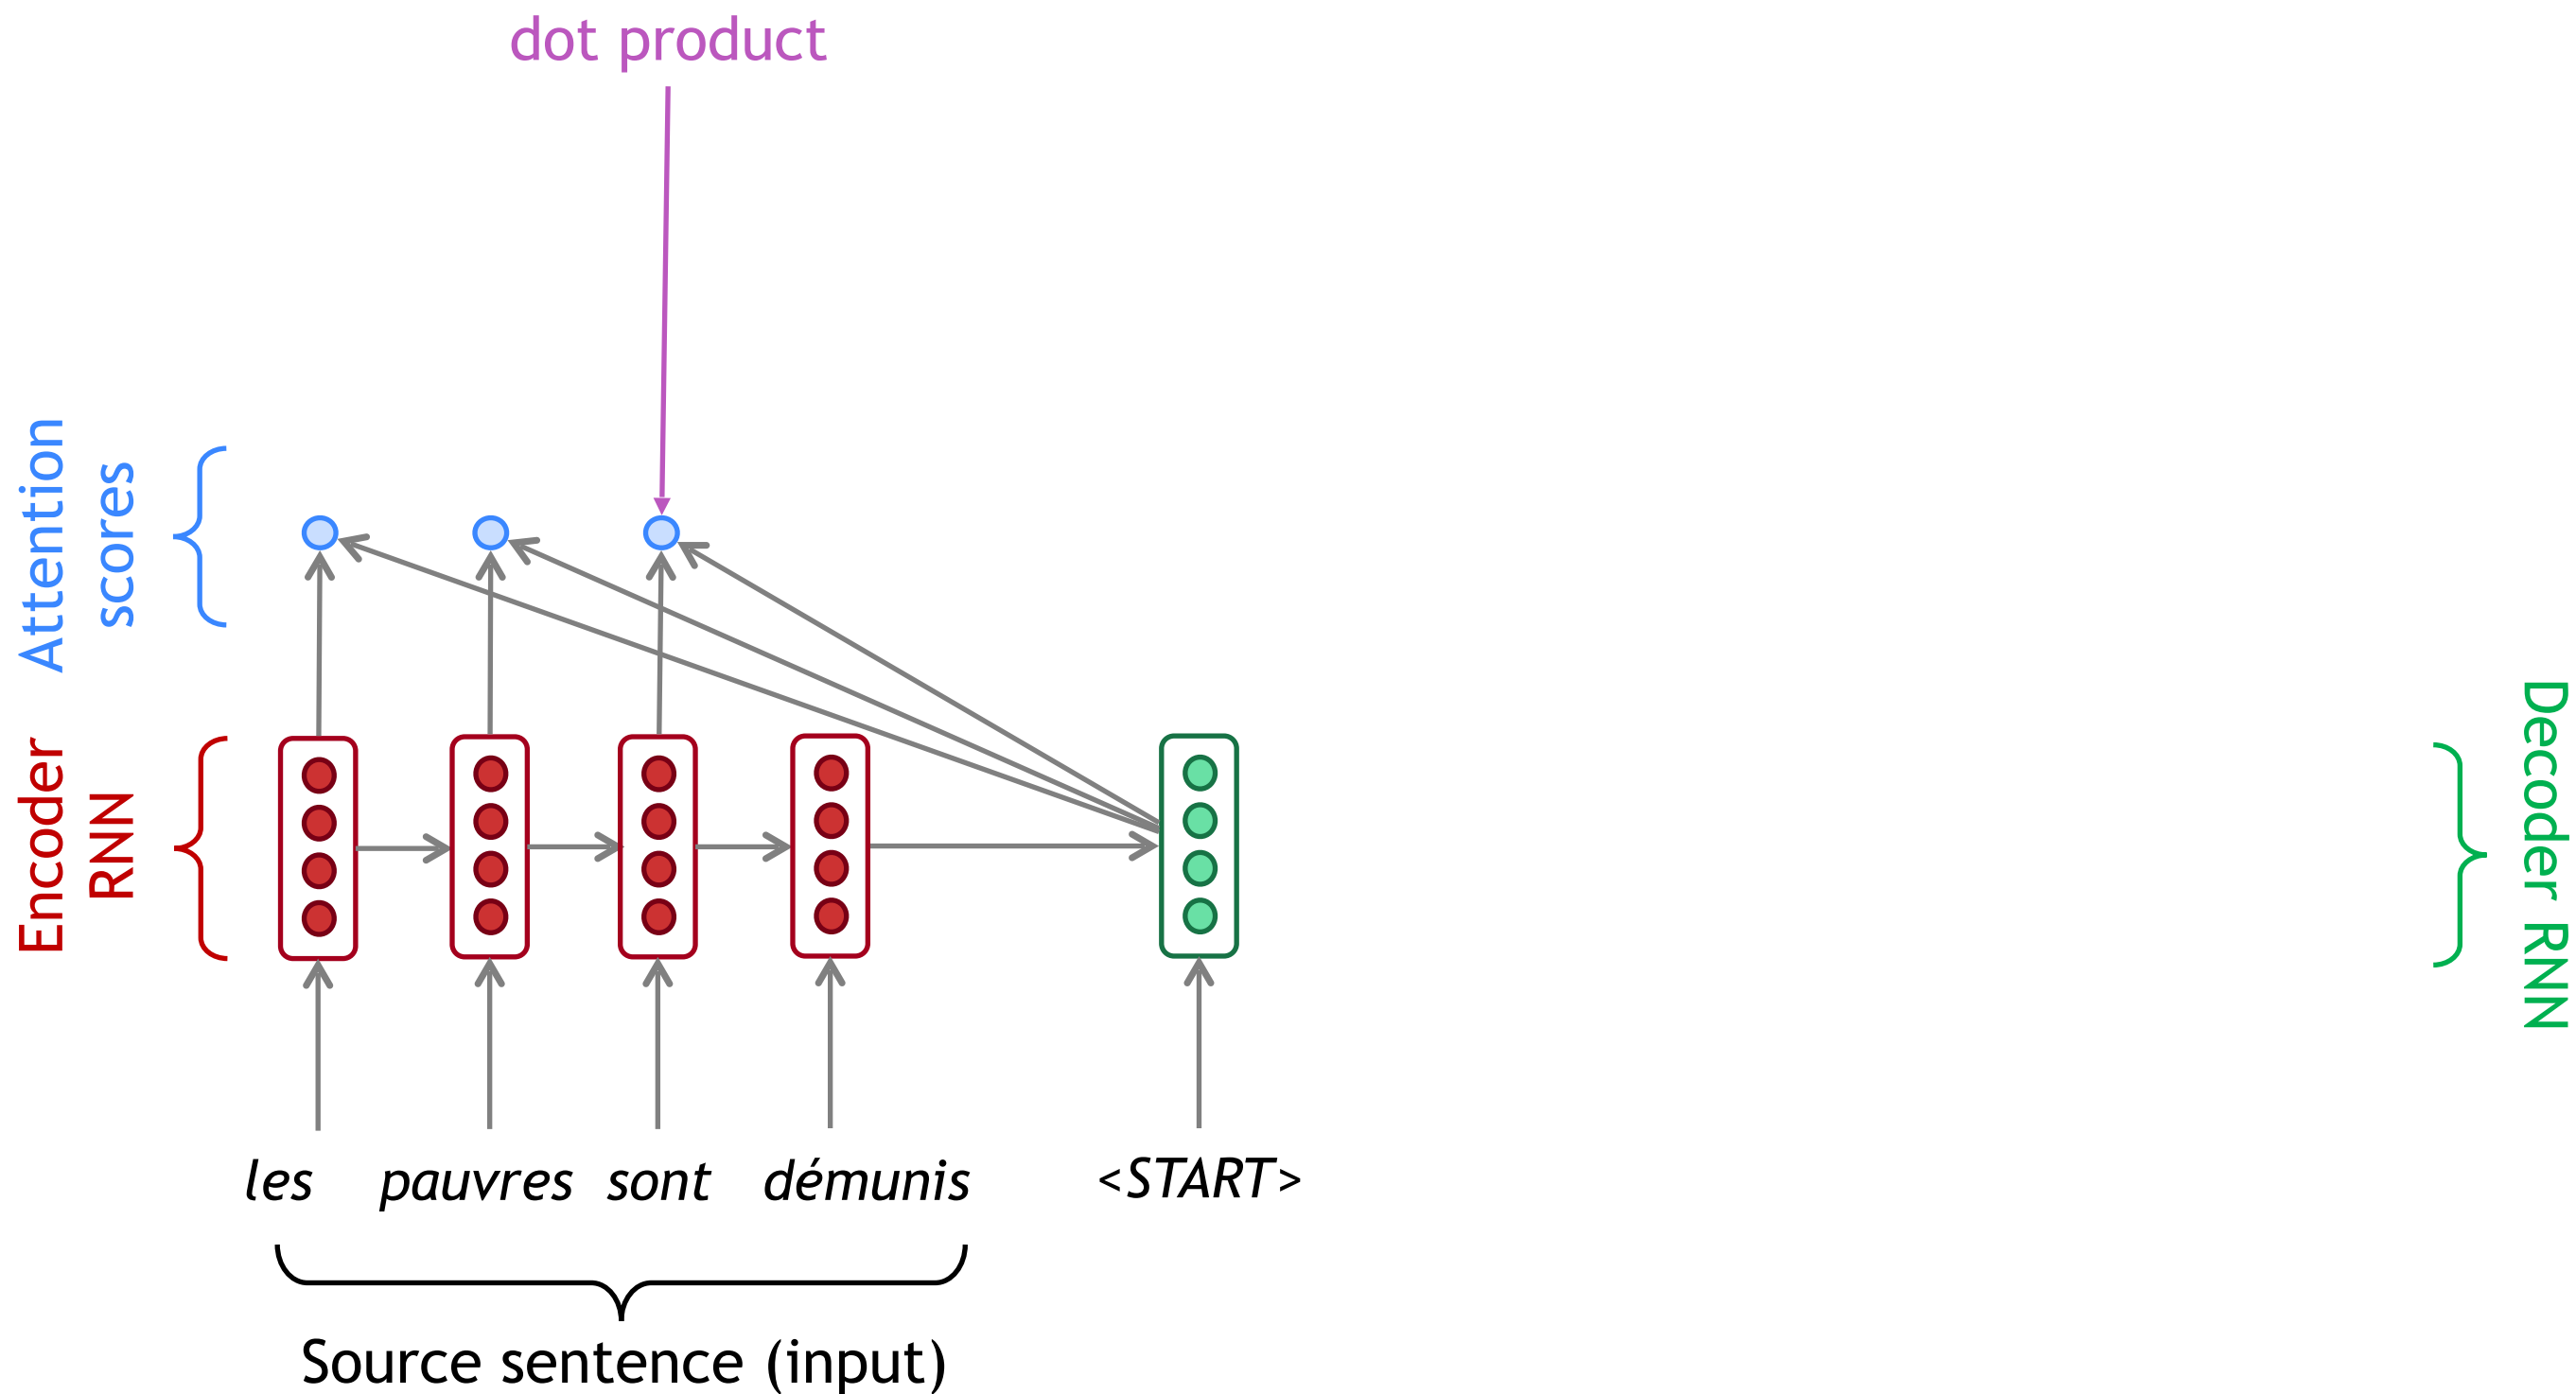 dot product
Attention
scores
Encoder
RNN
Decoder RNN
les pauvres sont démunis <START>
Source sentence (input)